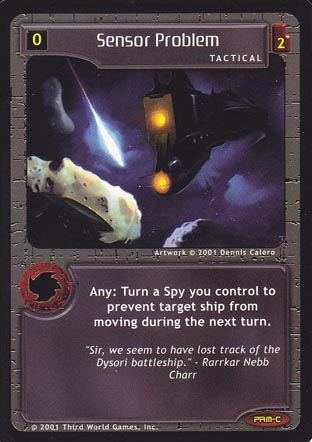 0
Sensor Problem
2
TACTICAL
Artwork © 2001 Dennis Calero
Any: Turn a Spy you control to
prevent target ship from
moving during the next turn.
"Sir, we seem to have lost track of the
Dysori battleship." - Rarrkar Nebb
Charr
© 2001 Third World Games, Inc.
PRM-C